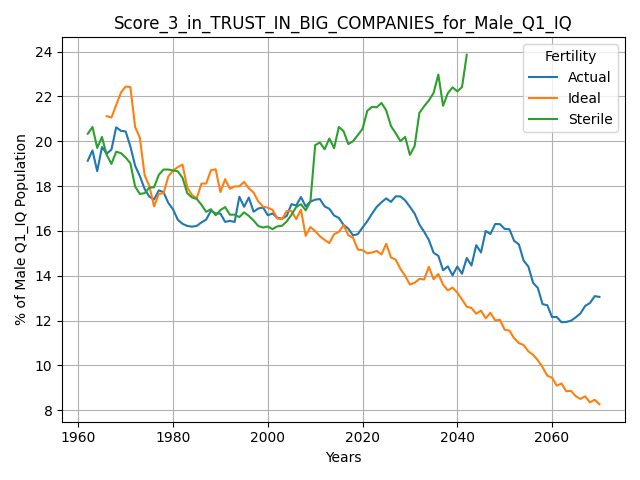 Score_3_in_TRUST_IN_BIG_COMPANIES_for_Male_Q1_IQ
% of Male Q1_IQ Population
24
22
20
18
16
14
12
10
8
Fertility
Actual
Ideal
Sterile
1960 1980 2000 2020 2040 2060
Years